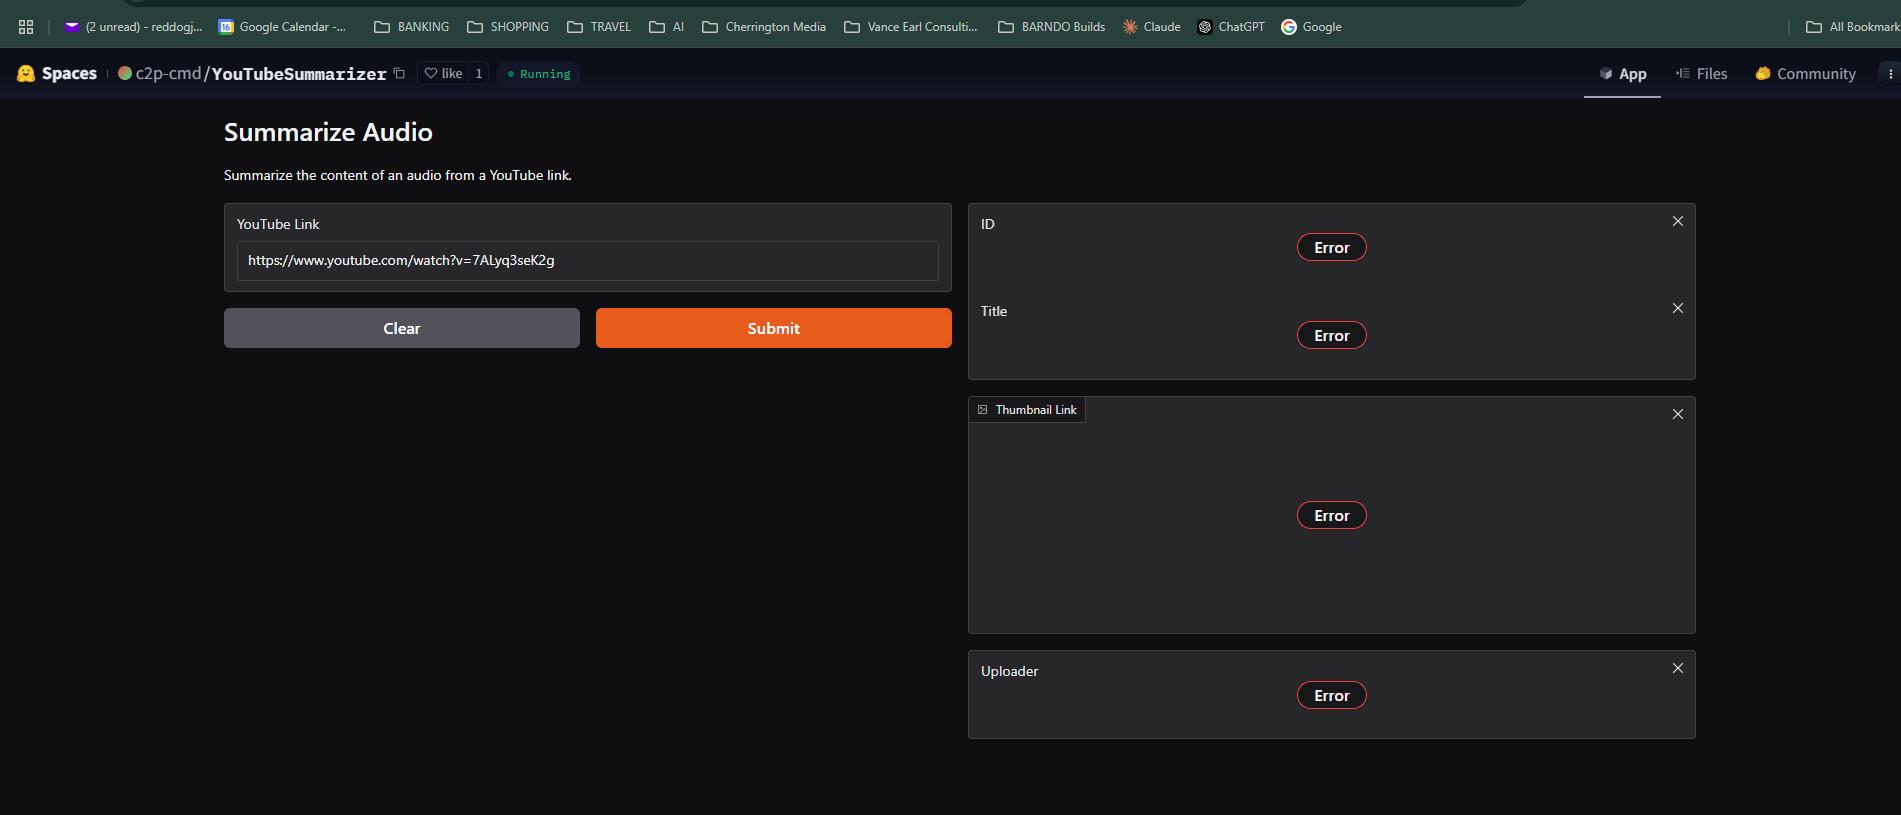 (2 unread) - reddogj... Google Calendar -... BANKING SHOPPING TRAVEL AI Cherrington Media Vance Earl Consulti... BARNDO Builds Claude ChatGPT Google All Bookmark
Spaces c2p-cmd/YouTubeSummarizer like 1 Running App Files Community
Summarize Audio
Summarize the content of an audio from a YouTube link.
YouTube Link
https://www.youtube.com/watch?v=7ALyq3seK2g
Clear Submit
ID
Error
Title
Error
Thumbnail Link
Error
Uploader
Error